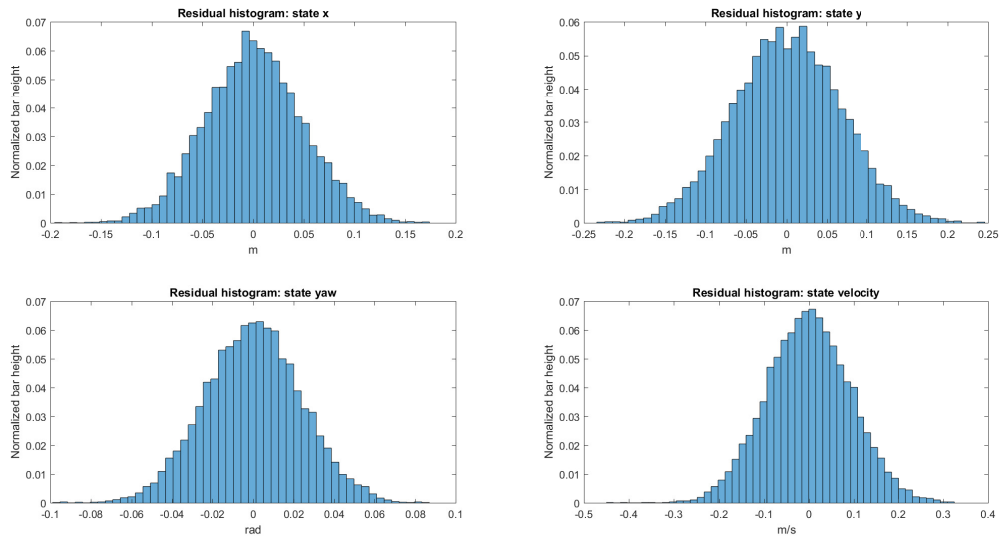 Residual histogram: state x
Normalized bar height
0.07
0.06
0.05
0.04
0.03
0.02
0.01
0
-0.2 -0.15 -0.1 -0.05 0 0.05 0.1 0.15 0.2
m
Residual histogram: state y
Normalized bar height
0.06
0.05
0.04
0.03
0.02
0.01
0
-0.25 -0.2 -0.15 -0.1 -0.05 0 0.05 0.1 0.15 0.2 0.25
m
Residual histogram: state yaw
Normalized bar height
0.07
0.06
0.05
0.04
0.03
0.02
0.01
0
-0.1 -0.08 -0.06 -0.04 -0.02 0 0.02 0.04 0.06 0.08 0.1
rad
Residual histogram: state velocity
Normalized bar height
0.07
0.06
0.05
0.04
0.03
0.02
0.01
0
-0.5 -0.4 -0.3 -0.2 -0.1 0 0.1 0.2 0.3 0.4
m/s